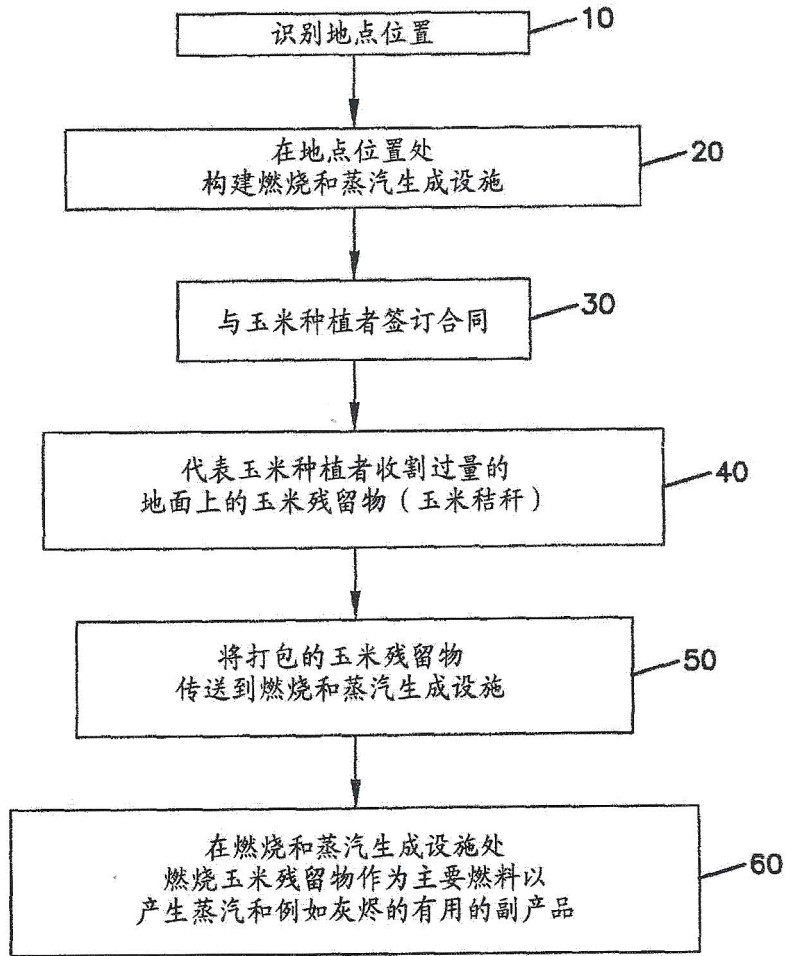 识别地点位置
10
在地点位置处
构建燃烧和蒸汽生成设施
20
与玉米种植者签订合同
30
代表玉米种植者收割过量的
地面上的玉米残留物（玉米秸秆）
40
将打包的玉米残留物
传送到燃烧和蒸汽生成设施
50
在燃烧和蒸汽生成设施处
燃烧玉米残留物作为主要燃料以
产生蒸汽和例如灰烬的有用的副产品
60